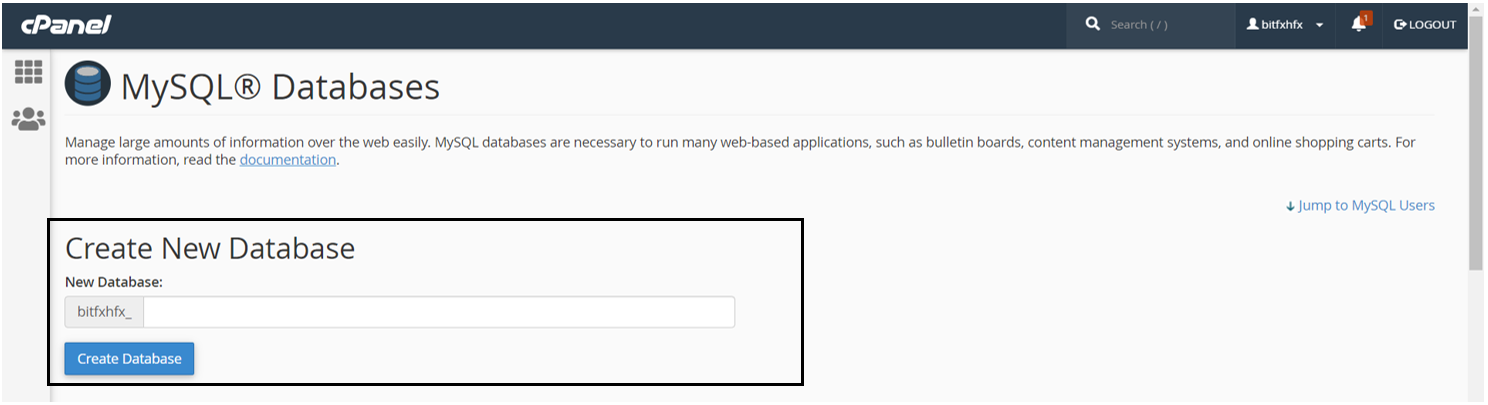 cPanel
Search ( / )
bitfxhfx
1
LOGOUT
MySQL® Databases
Manage large amounts of information over the web easily. MySQL databases are necessary to run many web-based applications, such as bulletin boards, content management systems, and online shopping carts. For
more information, read the documentation.
Jump to MySQL Users
Create New Database
New Database:
bitfxhfx_
Create Database